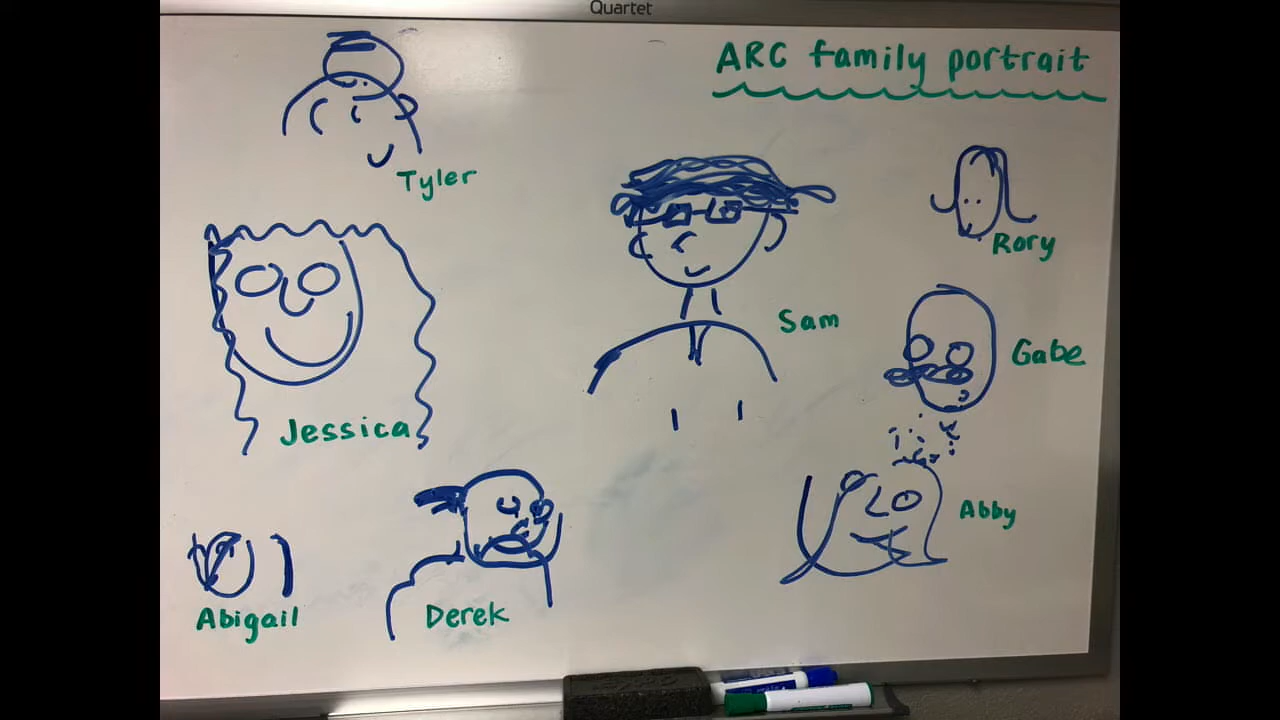 Quartet
ARC family portrait
Tyler
Rory
Sam
Gabe
Jessica
Abby
Abigail
Derek